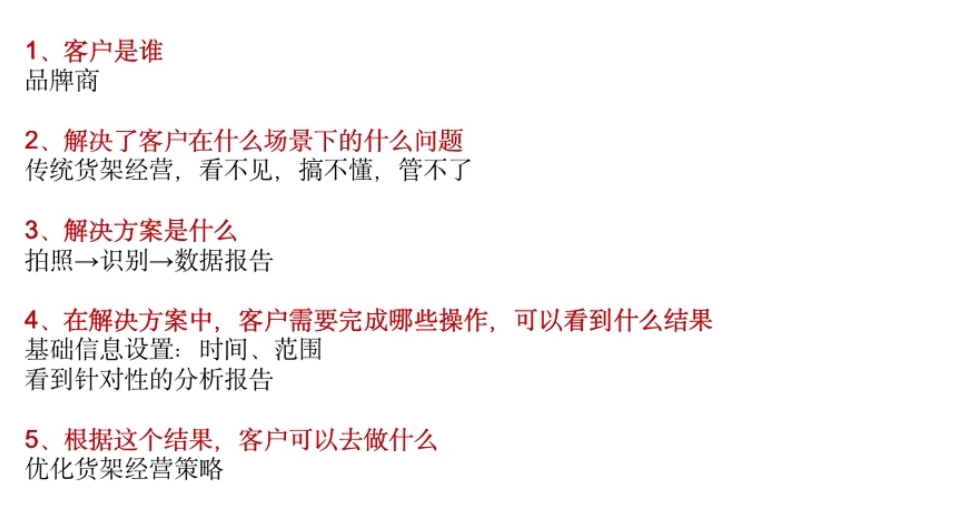 1、客户是谁
品牌商
2、解决了客户在什么场景下的什么问题
传统货架经营，看不见，搞不懂，管不了
3、解决方案是什么
拍照→识别→数据报告
4、在解决方案中，客户需要完成哪些操作，可以看到什么结果
基础信息设置：时间、范围
看到针对性的分析报告
5、根据这个结果，客户可以去做什么
优化货架经营策略